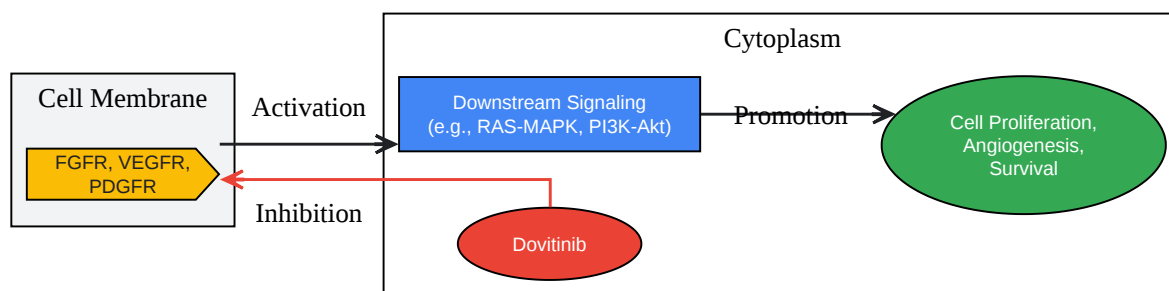 Cytoplasm
Cell Membrane
FGFR, VEGFR,
PDGFR
Activation
Downstream Signaling
(e.g., RAS-MAPK, PI3K-Akt)
Promotion
Cell Proliferation,
Angiogenesis,
Survival
Inhibition
Dovitinib